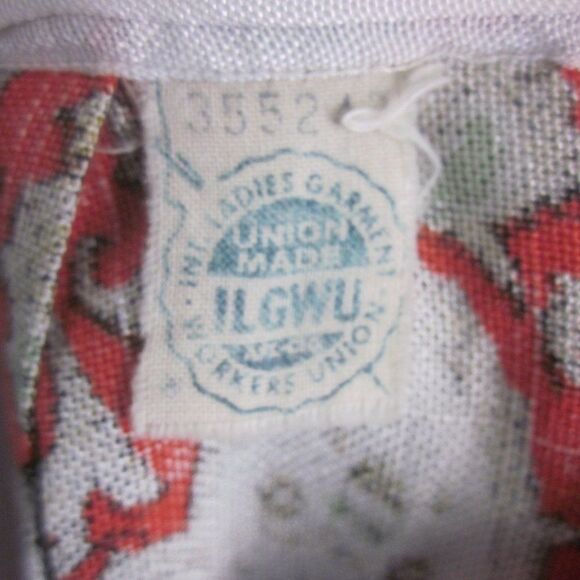 3552
INT. LADIES GARMENT WORKERS UNION
UNION
MADE
ILGWU